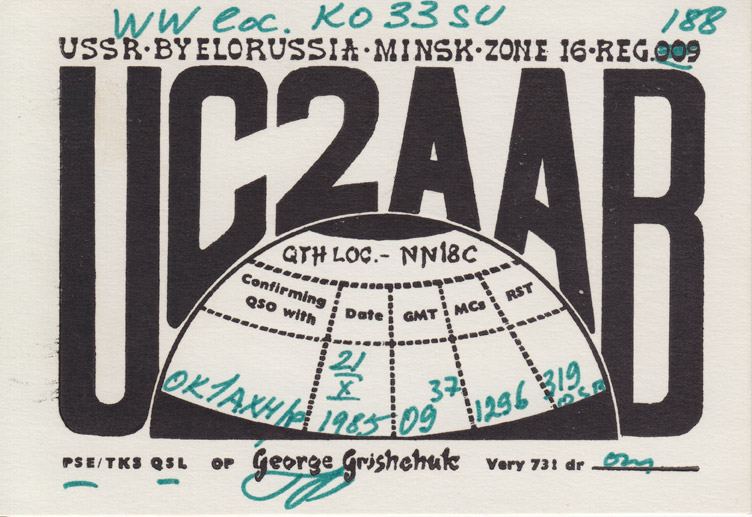 WW loc. KO33SU 188
USSR·BYELORUSSIA·MINSK·ZONE 16·REG.009
UC2AAB
QTH LOC.- NN18C
Confirming QSO with Date GMT MCs RST
OK1AXH/p 21/X 1985 09 37 1296 319
PSE/TKS QSL OP George Grishchuk Very 73! dr om